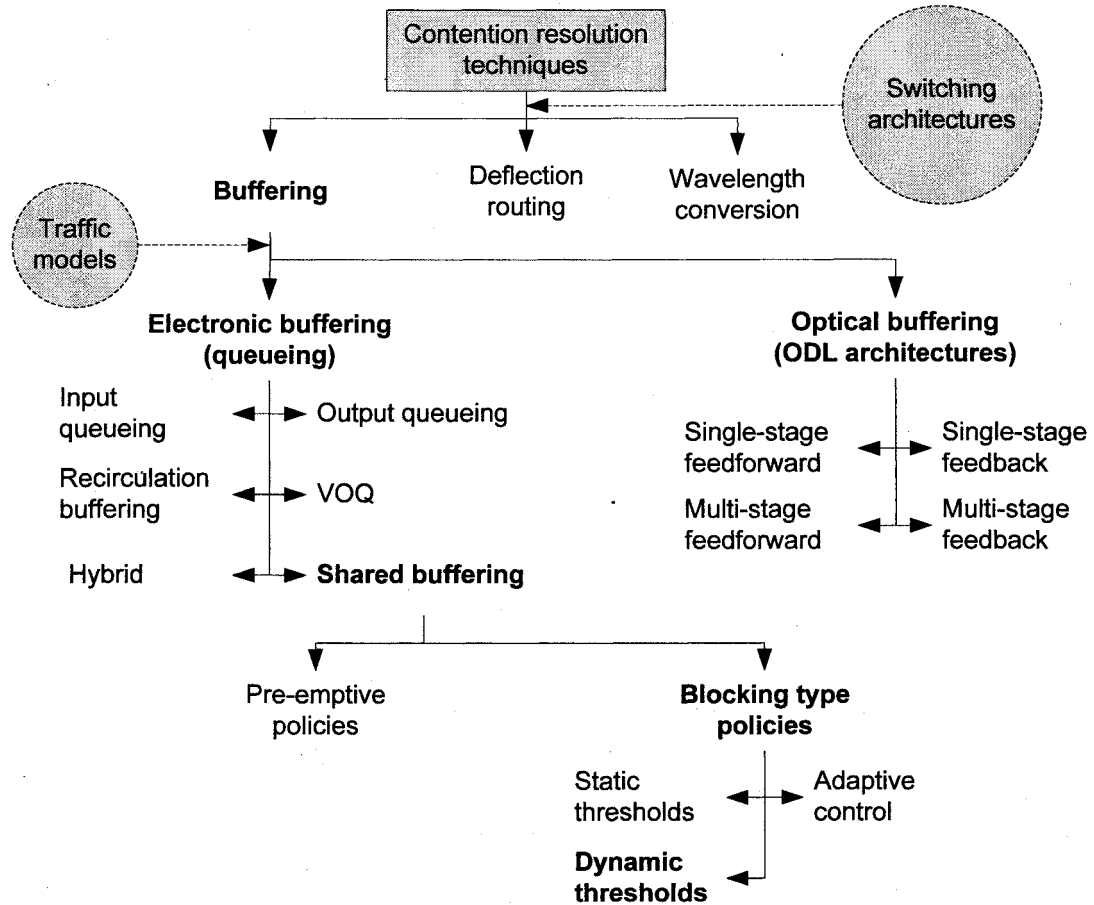 Contention resolution
techniques
Switching
architectures
Buffering
Deflection
routing
Wavelength
conversion
Traffic
models
Electronic buffering
(queueing)
Optical buffering
(ODL architectures)
Input
queueing
Output queueing
Single-stage
feedforward
Single-stage
feedback
Recirculation
buffering
VOQ
Multi-stage
feedforward
Multi-stage
feedback
Hybrid
Shared buffering
Pre-emptive
policies
Blocking type
policies
Static
thresholds
Adaptive
control
Dynamic
thresholds